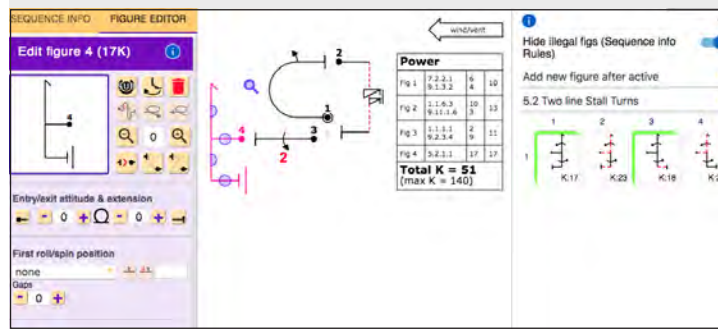 SEQUENCE INFO
FIGURE EDITOR
Edit figure 4 (17K)
4
0
Entry/exit attitude & extension
- 0 + Ω - 0 +
First roll/spin position
none
Gaps
- 0 +
wind/vent
2
1
4
3
2
Power
Fig 1 7.2.2.1 6 10
9.1.3.2 4
Fig 2 1.1.6.3 10 13
9.11.1.6 3
Fig 3 1.1.1.1 2 11
9.2.3.4 9
Fig 4 5.2.1.1 17 17
Total K = 51
(max K = 140)
Hide illegal figs (Sequence info
Rules)
Add new figure after active
5.2 Two line Stall Turns
1 2 3 4
1
K:17 K:23 K:18